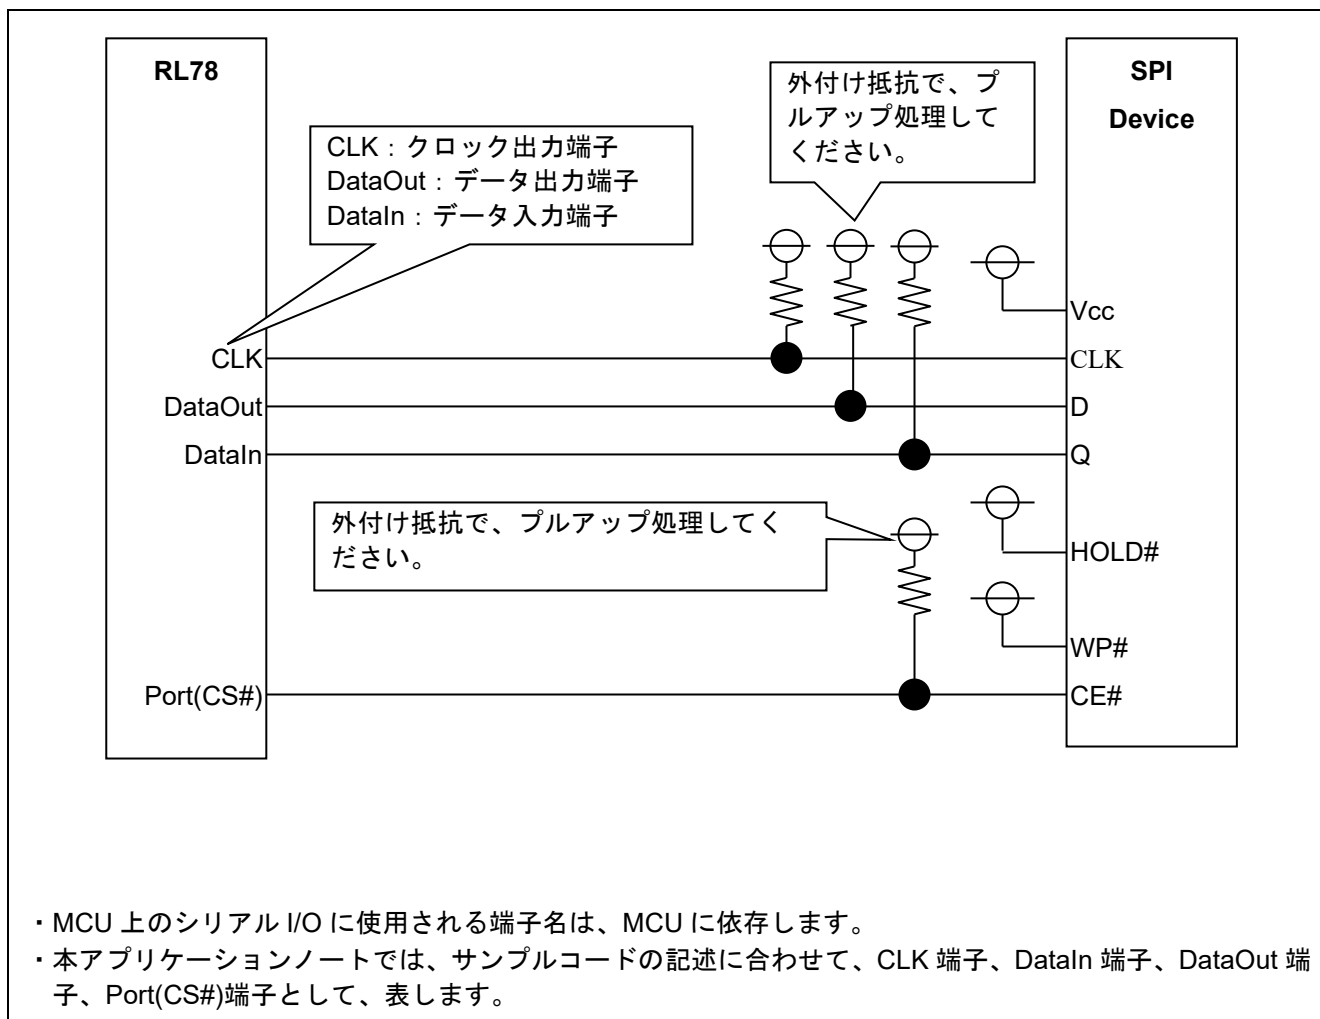 RL78
SPI
Device
外付け抵抗で、プ
ルアップ処理して
ください。
CLK：クロック出力端子
DataOut：データ出力端子
DataIn：データ入力端子
Vcc
CLK
CLK
DataOut
D
DataIn
Q
外付け抵抗で、プルアップ処理してく
ださい。
HOLD#
WP#
Port(CS#)
CE#
・MCU 上のシリアル I/O に使用される端子名は、MCU に依存します。
・本アプリケーションノートでは、サンプルコードの記述に合わせて、CLK 端子、DataIn 端子、DataOut 端
子、Port(CS#)端子として、表します。